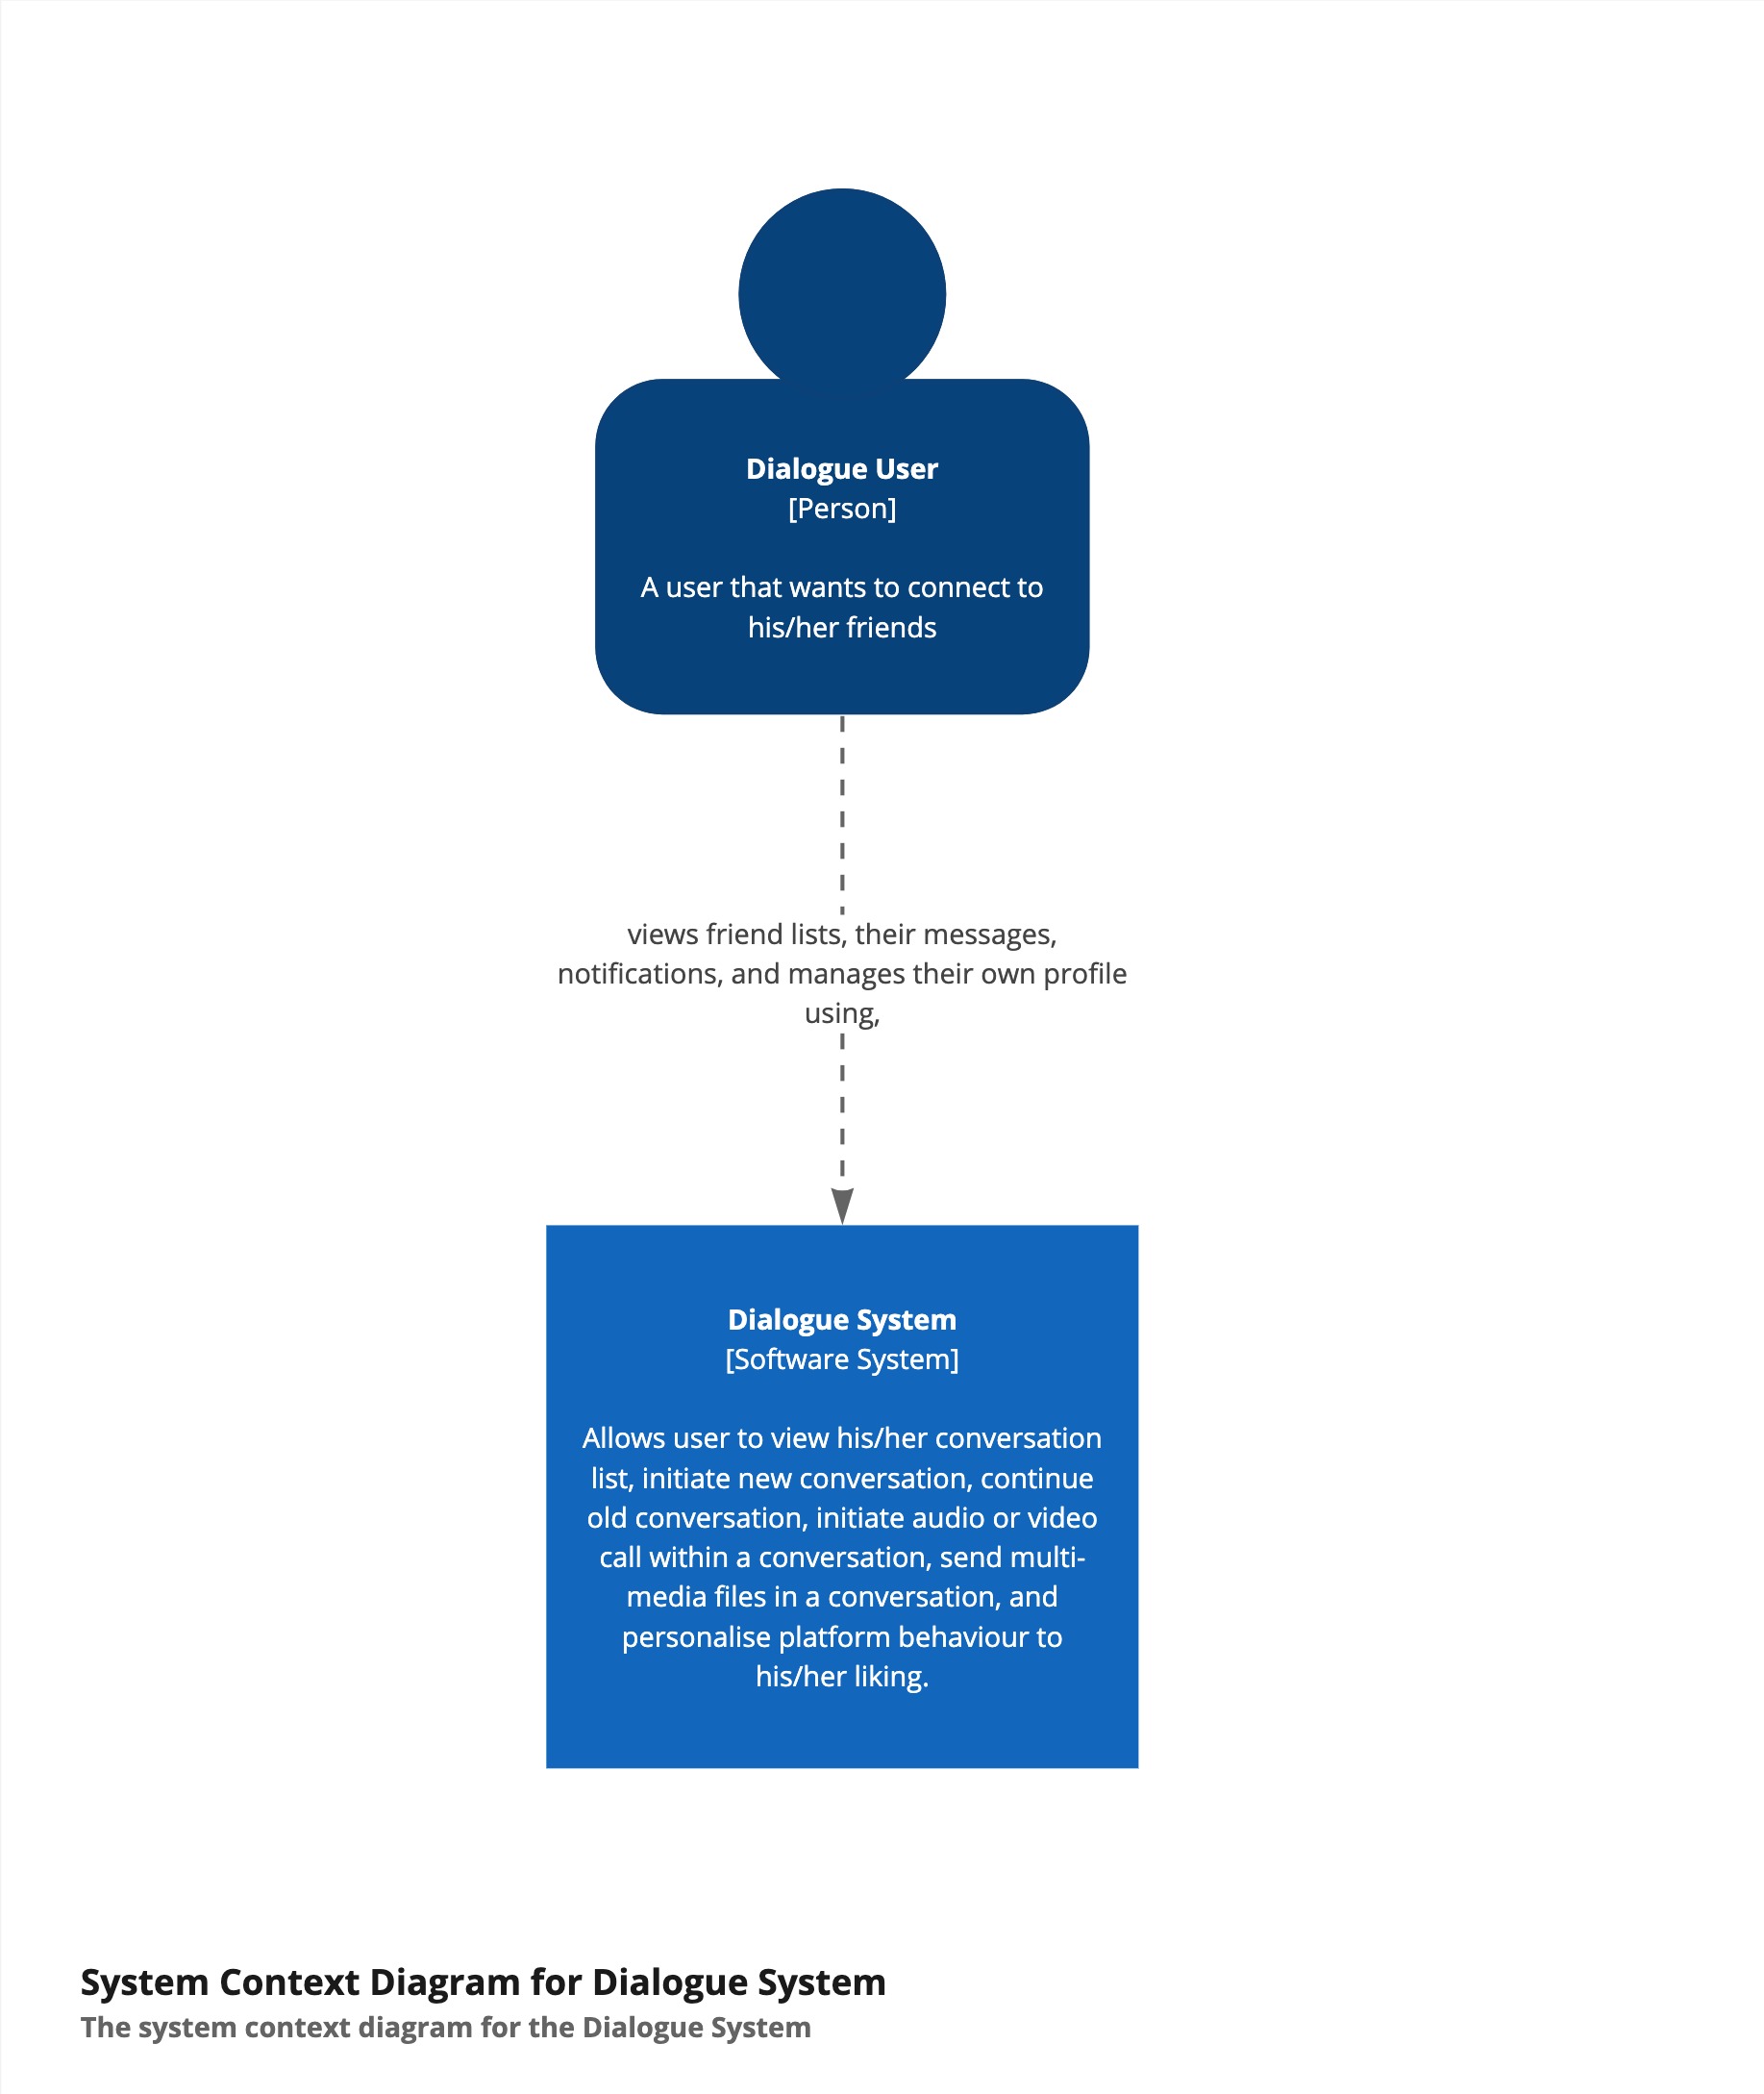 Dialogue User
[Person]
A user that wants to connect to
his/her friends
views friend lists, their messages,
notifications, and manages their own profile
using,
Dialogue System
[Software System]
Allows user to view his/her conversation
list, initiate new conversation, continue
old conversation, initiate audio or video
call within a conversation, send multi-
media files in a conversation, and
personalise platform behaviour to
his/her liking.
System Context Diagram for Dialogue System
The system context diagram for the Dialogue System